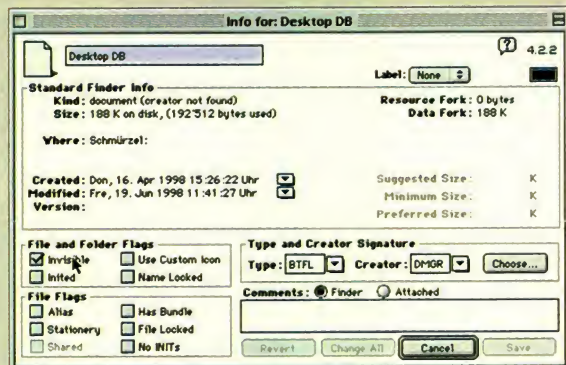 Info for: Desktop DB
Desktop DB
4.2.2
Label: None
Standard Finder Info
Kind: document (creator not found)
Size: 188 K on disk, (192'512 bytes used)
Where: Schmürzel:
Created: Don, 16. Apr 1998 15:26:22 Uhr
Modified: Fre, 19. Jun 1998 11:41:27 Uhr
Version:
Resource Fork: 0 bytes
Data Fork: 188 K
Suggested Size: K
Minimum Size: K
Preferred Size: K
File and Folder Flags
Invisible
Use Custom Icon
Inited
Name Locked
Type and Creator Signature
Type: BTFL
Creator: DMGR
Choose...
File Flags
Alias
Has Bundle
Stationery
File Locked
Shared
No INITs
Comments: Finder Attached
Revert
Change All
Cancel
Save